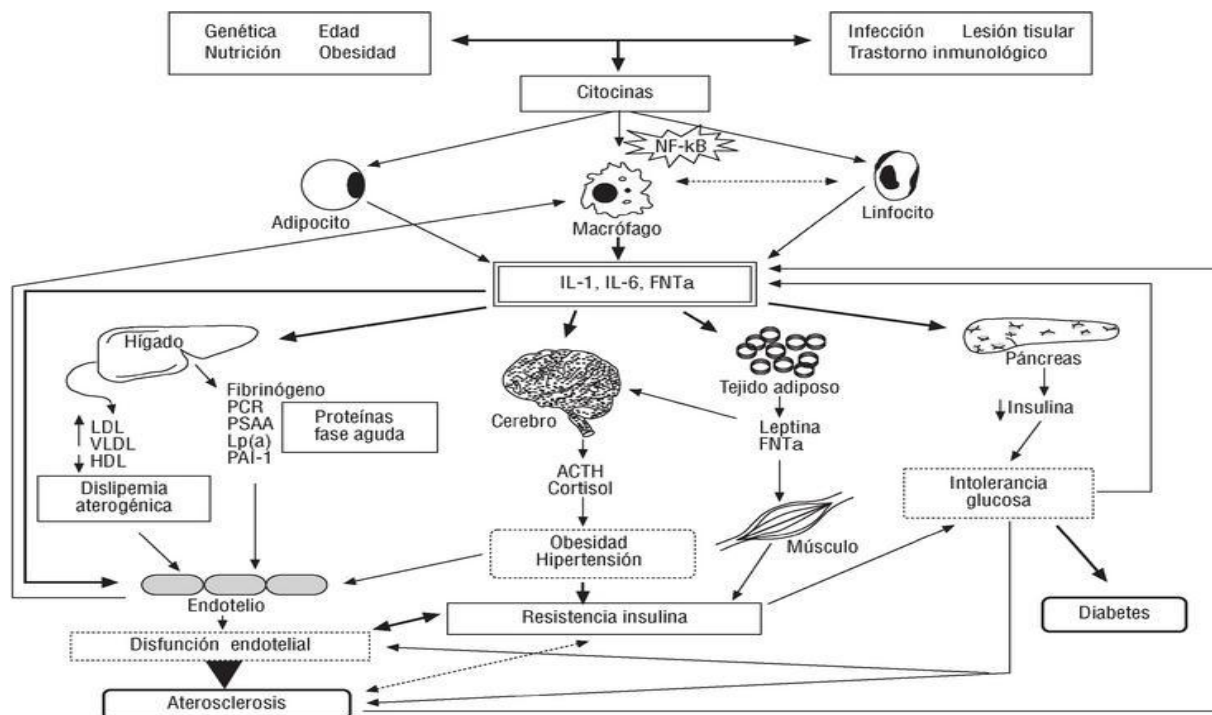 Genética Edad
Nutrición Obesidad
Infección Lesión tisular
Trastorno inmunológico
Citocinas
NF-kB
Adipocito
Macrófago
Linfocito
IL-1, IL-6, FNTa
Hígado
LDL
VLDL
HDL
Dislipemia
aterogénica
Fibrinógeno
PCR
PSAA
Lp(a)
PAI-1
Proteínas
fase aguda
Cerebro
ACTH
Cortisol
Obesidad
Hipertensión
Tejido adiposo
Leptina
FNTa
Músculo
Páncreas
Insulina
Intolerancia
glucosa
Diabetes
Endotelio
Resistencia insulina
Disfunción endotelial
Aterosclerosis